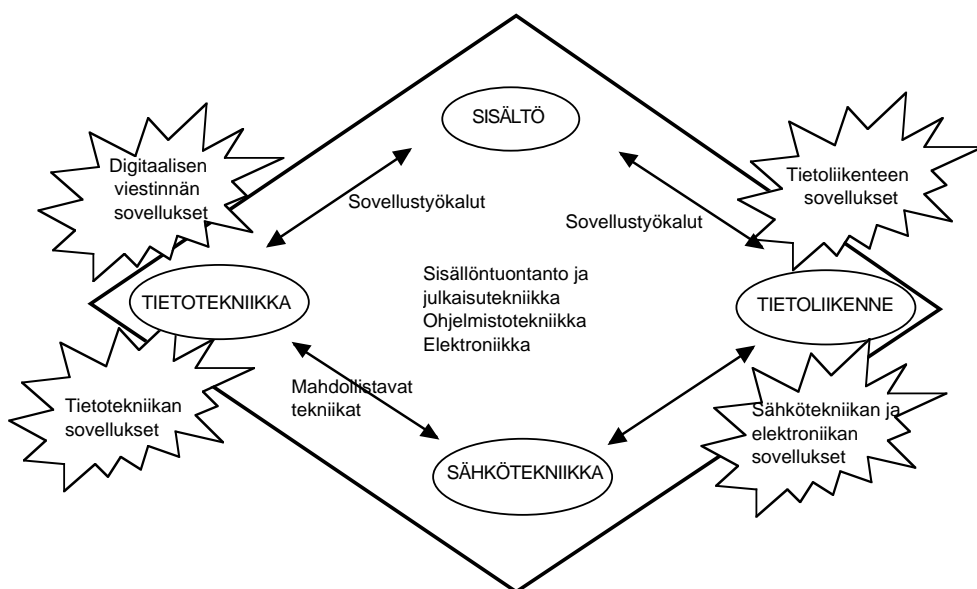 SISÄLTÖ
Digitaalisen
viestinnän
sovellukset
Tietoliikenteen
sovellukset
Sovellustyökalut
Sovellustyökalut
Sisällöntuontanto ja
julkaisutekniikka
Ohjelmistotekniikka
Elektroniikka
TIETOTEKNIIKKA
TIETOLIIKENNE
Mahdollistavat
tekniikat
Tietotekniikan
sovellukset
Sähkötekniikan ja
elektroniikan
sovellukset
SÄHKÖTEKNIIKKA